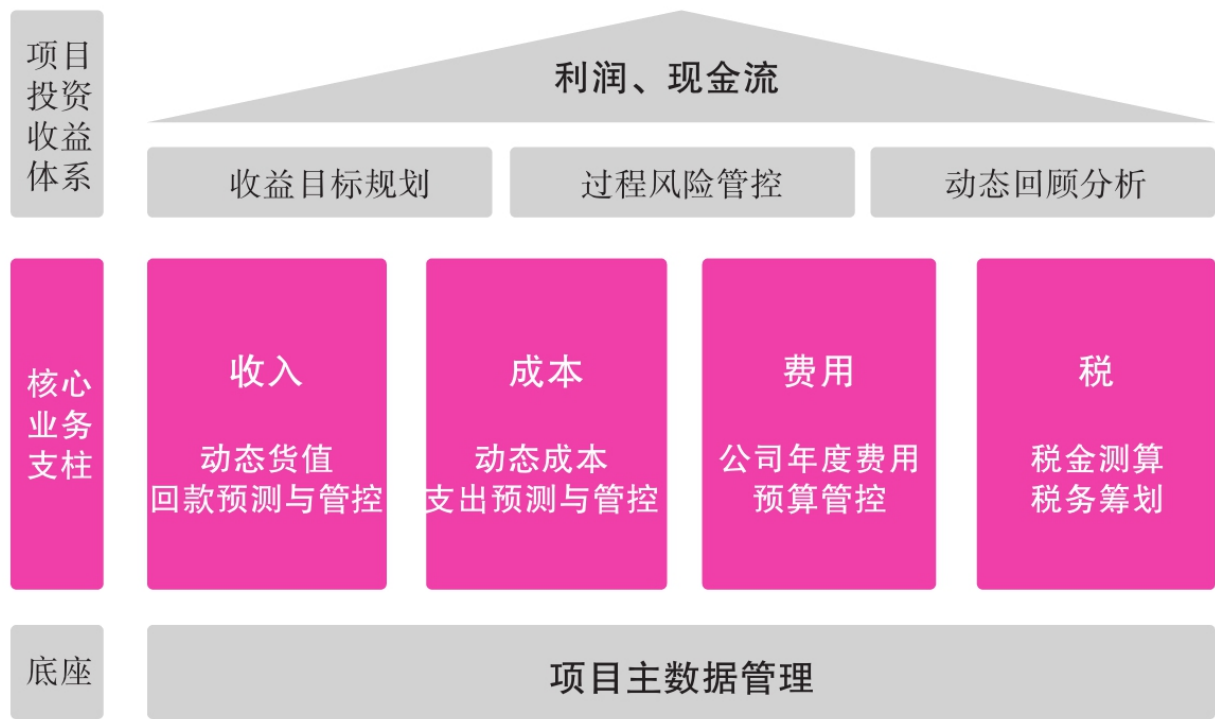 项目
投资
收益
体系
利润、现金流
收益目标规划
过程风险管控
动态回顾分析
核心
业务
支柱
收入
动态货值
回款预测与管控
成本
动态成本
支出预测与管控
费用
公司年度费用
预算管控
税
税金测算
税务筹划
底座
项目主数据管理